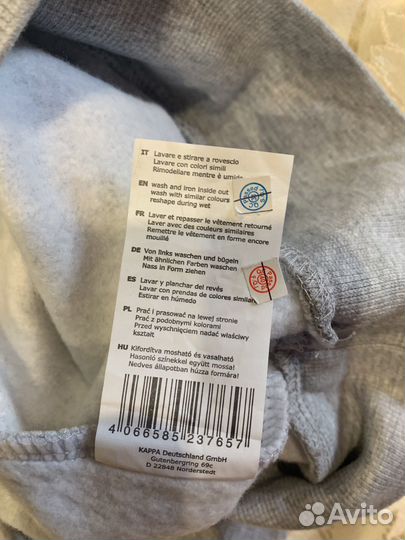 IT Lavare e stirare a rovescio
Lavare con colori simili
Rimodellare mentre è umido
EN wash and iron inside out
wash with similar colours
reshape during wet
FR Laver et repasser le vêtement retourné
Laver avec des couleurs similaires
Remettre le vêtement en forme encore
mouillé
DE Von links waschen und bügeln
Mit ähnlichen Farben waschen
Nass in Form ziehen
ES Lavar y planchar del revés
Lavar con prendas de colores similar
Estirar en húmedo
PL Prać i prasować na lewej stronie
Prać z podobnymi kolorami
Przed wyschnięciem nadać właściwy
kształt
HU Kifordítva mosható és vasalható
Hasonló színekkel együtt mossa!
Nedves állapotban húzza formára!
4 066585 237657
KAPPA Deutschland GmbH
Gutenbergring 69c
D 22848 Norderstedt
Avito